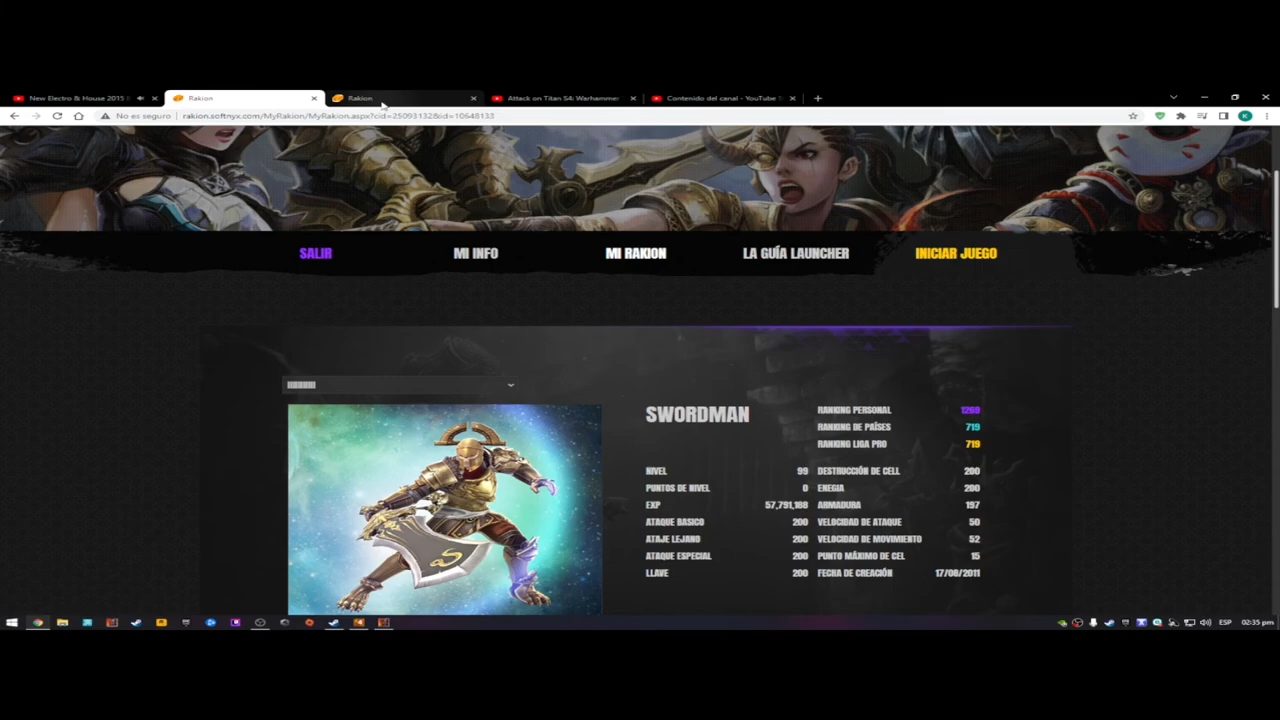 New Electro & House 2015
Rakion
Rakion
Attack on Titan S4: Warhammer
Contenido del canal - YouTube
No es seguro
rakion.softnyx.com/MyRakion/MyRakion.aspx?cid=25093132&id=10648133
K
SALIR
MI INFO
MI RAKION
LA GUÍA LAUNCHER
INICIAR JUEGO
SWORDMAN
RANKING PERSONAL 1269
RANKING DE PAÍSES 719
RANKING LIGA PRO 719
NIVEL 99 DESTRUCCIÓN DE CELL 200
PUNTOS DE NIVEL 0 ENEGIA 200
EXP 57,791,188 ARMADURA 197
ATAQUE BASICO 200 VELOCIDAD DE ATAQUE 50
ATAJE LEJANO 200 VELOCIDAD DE MOVIMIENTO 52
ATAQUE ESPECIAL 200 PUNTO MÁXIMO DE CEL 15
LLAVE 200 FECHA DE CREACIÓN 17/08/2011
ESP 02:35 pm